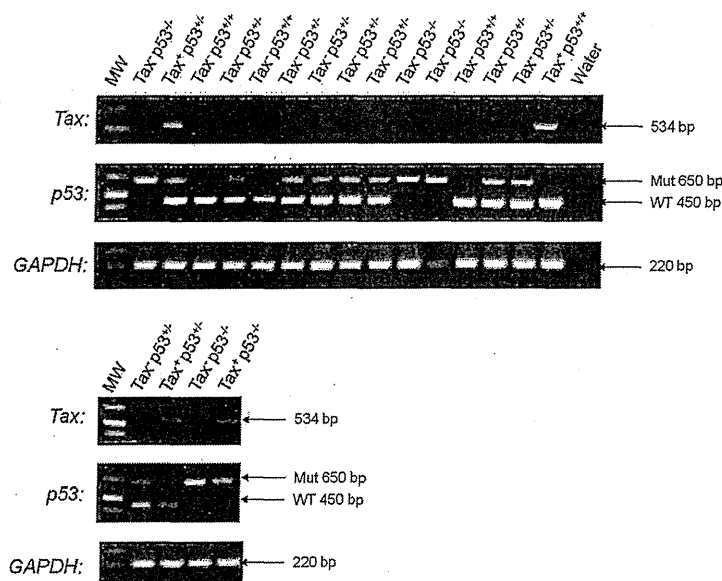 MW
Tax⁻p53⁻/⁻
Tax⁺p53⁺/⁻
Tax⁻p53⁺/⁺
Tax⁻p53⁺/⁻
Tax⁻p53⁺/⁺
Tax⁻p53⁺/⁻
Tax⁻p53⁺/⁻
Tax⁻p53⁺/⁻
Tax⁻p53⁺/⁻
Tax⁻p53⁻/⁻
Tax⁻p53⁻/⁻
Tax⁻p53⁺/⁺
Tax⁻p53⁺/⁻
Tax⁻p53⁺/⁻
Tax⁺p53⁺/⁺
Water
Tax:
534 bp
p53:
Mut 650 bp
WT 450 bp
GAPDH:
220 bp
MW
Tax⁻p53⁺/⁻
Tax⁺p53⁺/⁻
Tax⁻p53⁻/⁻
Tax⁺p53⁻/⁻
Tax:
534 bp
p53:
Mut 650 bp
WT 450 bp
GAPDH:
220 bp